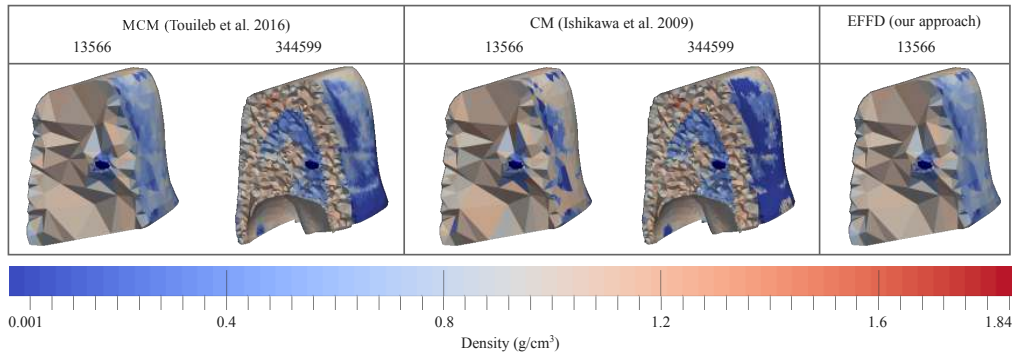 MCM (Touileb et al. 2016)
13566 344599
CM (Ishikawa et al. 2009)
13566 344599
EFFD (our approach)
13566
0.001 0.4 0.8 1.2 1.6 1.84
Density (g/cm³)